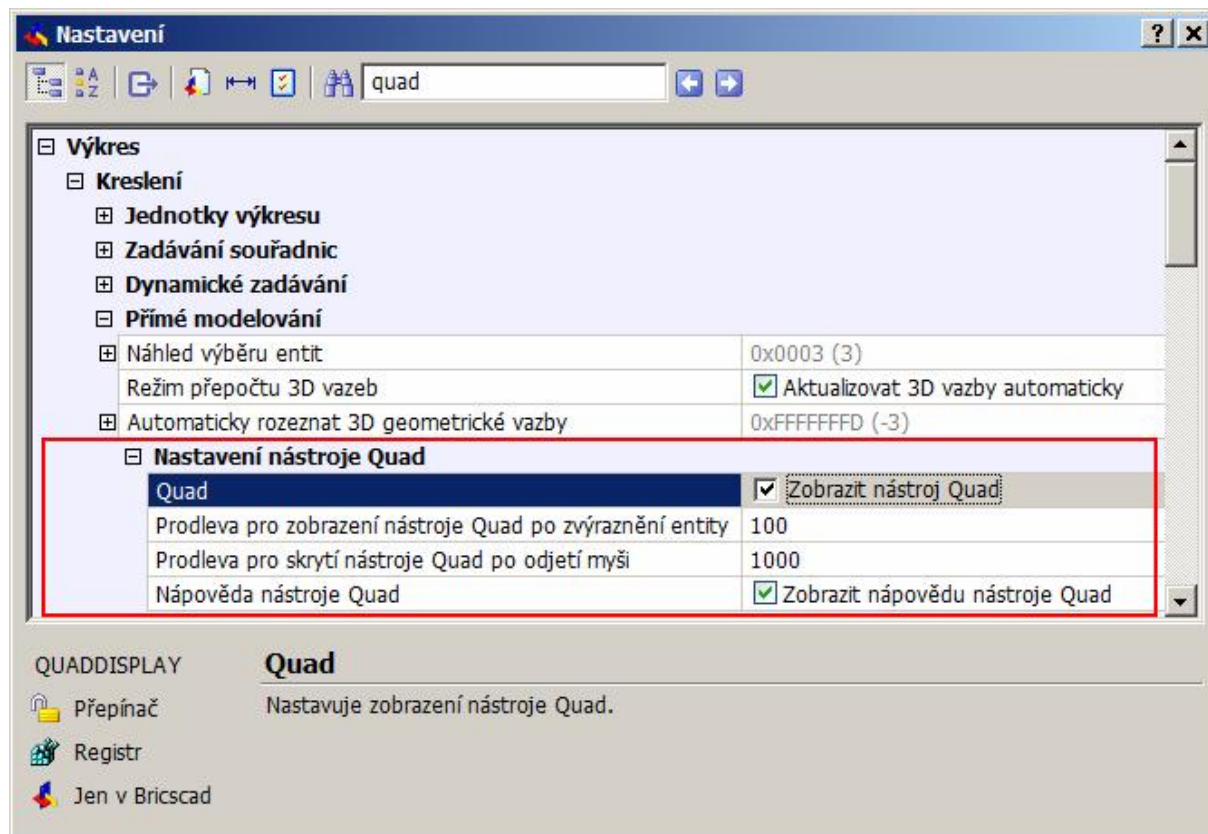 Nastavení
quad
Výkres
Kreslení
Jednotky výkresu
Zadávání souřadnic
Dynamické zadávání
Přímé modelování
Náhled výběru entit 0x0003 (3)
Režim přepočtu 3D vazeb Aktualizovat 3D vazby automaticky
Automaticky rozeznat 3D geometrické vazby 0xFFFFFFFD (-3)
Nastavení nástroje Quad
Quad Zobrazit nástroj Quad
Prodleva pro zobrazení nástroje Quad po zvýraznění entity 100
Prodleva pro skrytí nástroje Quad po odjetí myši 1000
Nápověda nástroje Quad Zobrazit nápovědu nástroje Quad
QUADDISPLAY Quad
Přepínač Nastavuje zobrazení nástroje Quad.
Registr
Jen v Bricscad